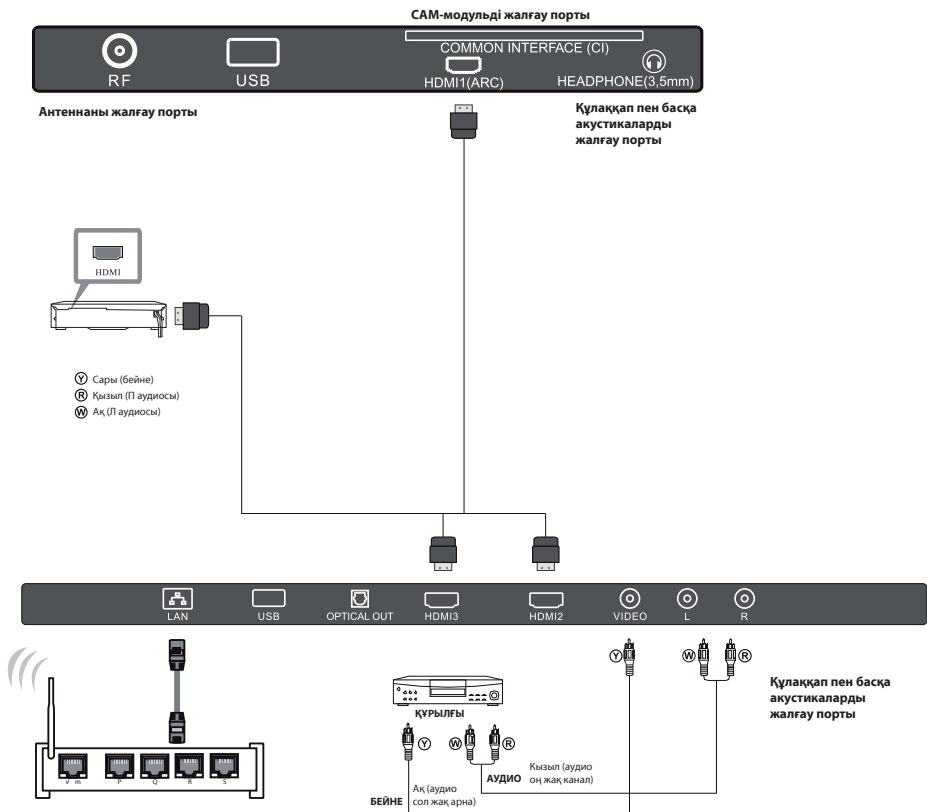 CAM-модульді жалғау порты
COMMON INTERFACE (CI)
RF
USB
HDMI1(ARC)
HEADPHONE(3,5mm)
Антеннаны жалғау порты
Құлаққап пен басқа
акустикаларды
жалғау порты
HDMI
Y Сары (бейне)
R Қызыл (П аудиосы)
W Ақ (Л аудиосы)
LAN
USB
OPTICAL OUT
HDMI3
HDMI2
VIDEO
L
R
Y
W
R
Құлаққап пен басқа
акустикаларды
жалғау порты
ҚҰРЫЛҒЫ
Y
W
R
БЕЙНЕ
Ақ (аудио
сол жақ арна)
АУДИО
Кызыл (аудио
оң жақ канал)
v m
P
Q
R
S